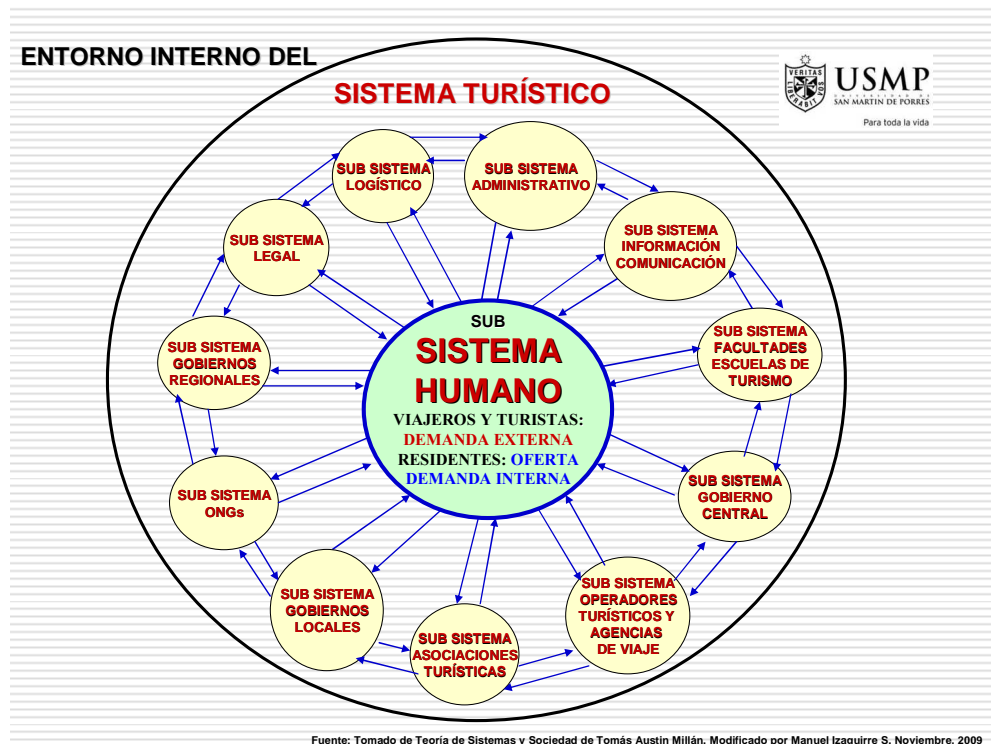 ENTORNO INTERNO DEL
SISTEMA TURÍSTICO
VERITAS
LIBERABIT
VOS
USMP
UNIVERSIDAD DE
SAN MARTIN DE PORRES
Para toda la vida
SUB SISTEMA
LOGÍSTICO
SUB SISTEMA
ADMINISTRATIVO
SUB SISTEMA
INFORMACIÓN
COMUNICACIÓN
SUB SISTEMA
LEGAL
SUB SISTEMA
GOBIERNOS
REGIONALES
SUB
SISTEMA
HUMANO
VIAJEROS Y TURISTAS:
DEMANDA EXTERNA
RESIDENTES: OFERTA
DEMANDA INTERNA
SUB SISTEMA
FACULTADES
ESCUELAS DE
TURISMO
SUB SISTEMA
ONGs
SUB SISTEMA
GOBIERNO
CENTRAL
SUB SISTEMA
GOBIERNOS
LOCALES
SUB SISTEMA
ASOCIACIONES
TURÍSTICAS
SUB SISTEMA
OPERADORES
TURÍSTICOS Y
AGENCIAS
DE VIAJE
Fuente: Tomado de Teoría de Sistemas y Sociedad de Tomás Austin Millán. Modificado por Manuel Izaguirre S. Noviembre, 2009